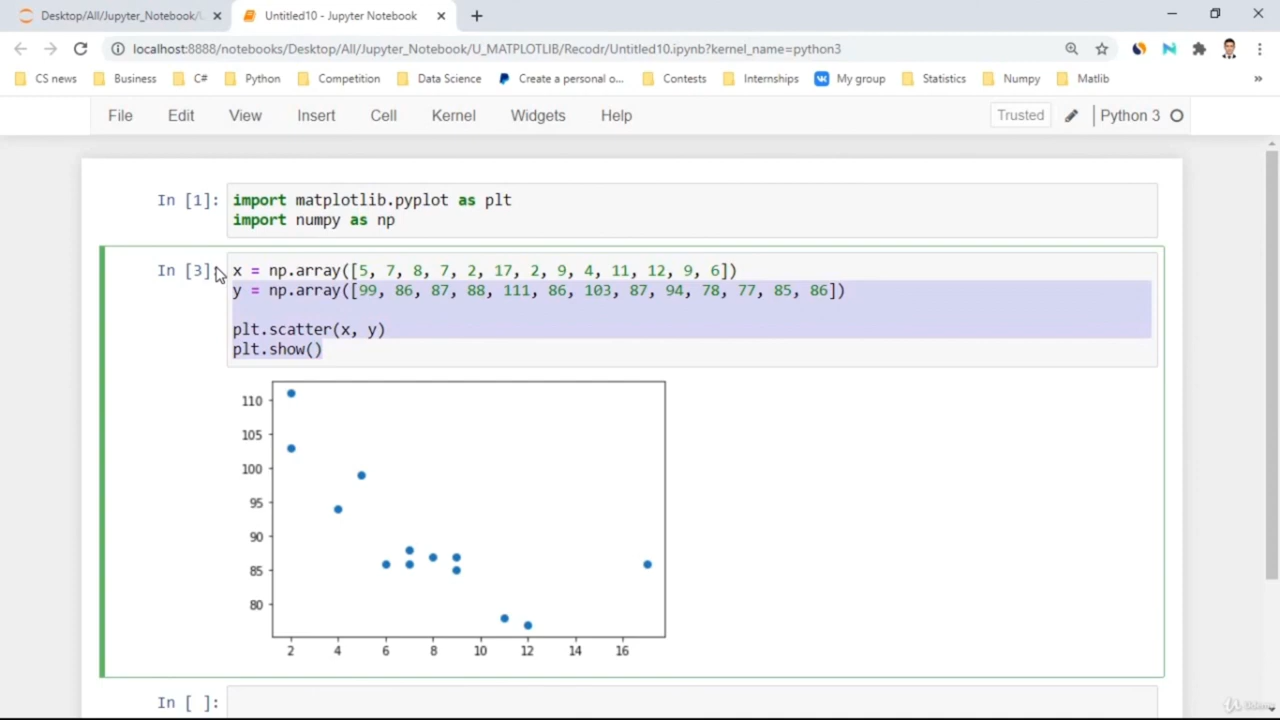 Desktop/All/Jupyter_Notebook/
Untitled10 - Jupyter Notebook
localhost:8888/notebooks/Desktop/All/Jupyter_Notebook/U_MATPLOTLIB/Recodr/Untitled10.ipynb?kernel_name=python3
CS news Business C# Python Competition Data Science Create a personal o... Contests Internships My group Statistics Numpy Matlib »
File Edit View Insert Cell Kernel Widgets Help Trusted Python 3
In [1]: import matplotlib.pyplot as plt
import numpy as np
In [3]: x = np.array([5, 7, 8, 7, 2, 17, 2, 9, 4, 11, 12, 9, 6])
y = np.array([99, 86, 87, 88, 111, 86, 103, 87, 94, 78, 77, 85, 86])
plt.scatter(x, y)
plt.show()
110
105
100
95
90
85
80
2 4 6 8 10 12 14 16
In [ ]:
Udemy